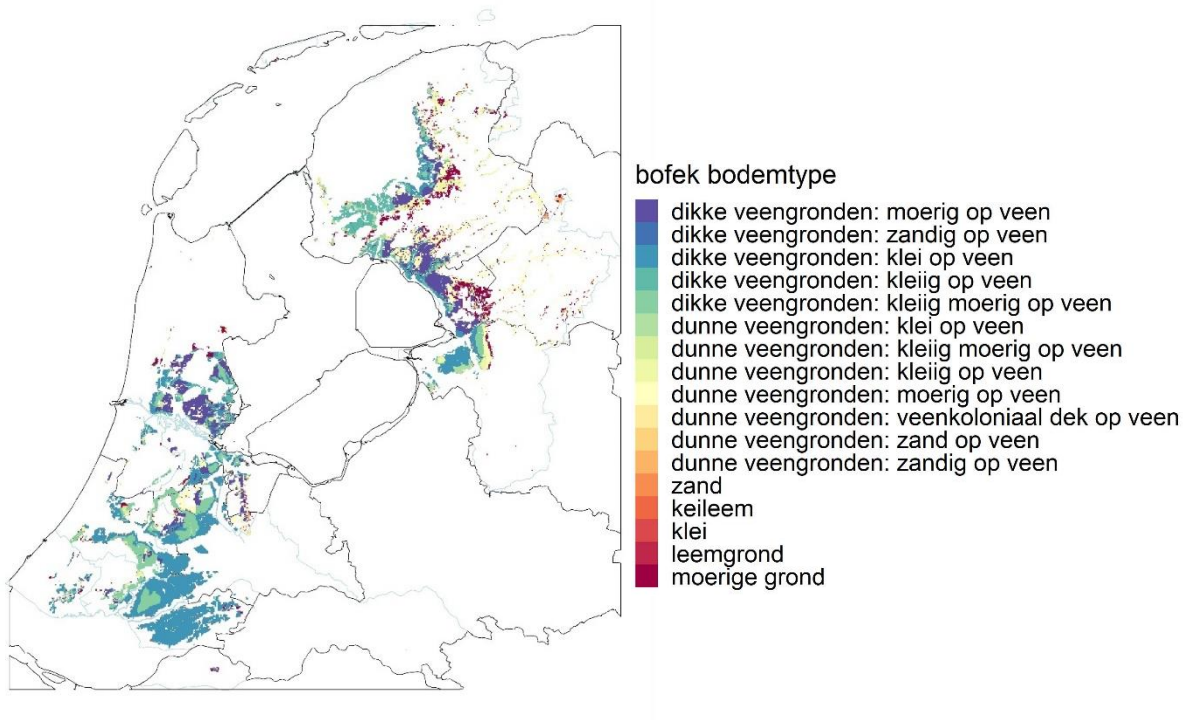 bofek bodemtype
dikke veengronden: moerig op veen
dikke veengronden: zandig op veen
dikke veengronden: klei op veen
dikke veengronden: kleiig op veen
dikke veengronden: kleiig moerig op veen
dunne veengronden: klei op veen
dunne veengronden: kleiig moerig op veen
dunne veengronden: kleiig op veen
dunne veengronden: moerig op veen
dunne veengronden: veenkoloniaal dek op veen
dunne veengronden: zand op veen
dunne veengronden: zandig op veen
zand
keileem
klei
leemgrond
moerige grond